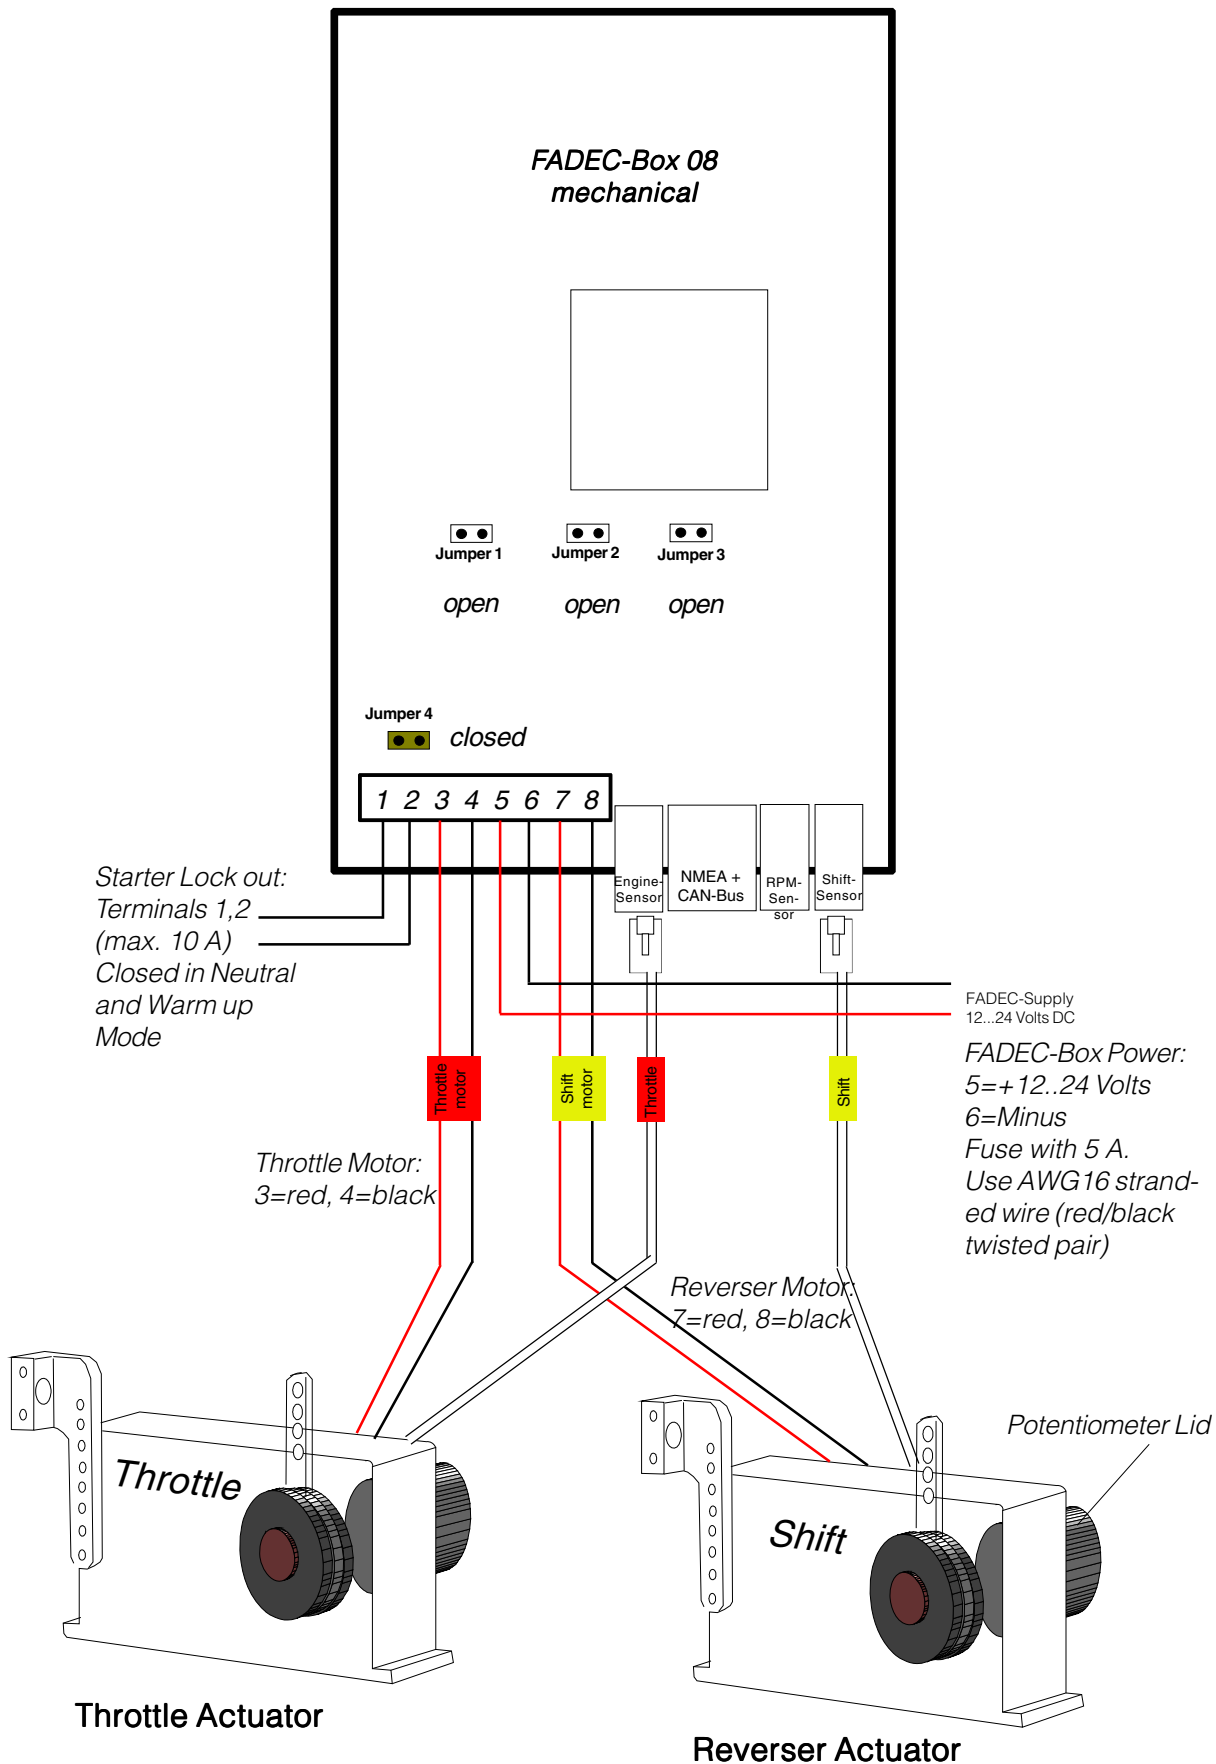 FADEC-Box 08
mechanical
Jumper 1
Jumper 2
Jumper 3
open
open
open
Jumper 4
closed
1 2 3 4 5 6 7 8
Engine-
Sensor
NMEA +
CAN-Bus
RPM-
Sen-
sor
Shift-
Sensor
Starter Lock out:
Terminals 1,2
(max. 10 A)
Closed in Neutral
and Warm up
Mode
FADEC-Supply
12...24 Volts DC
FADEC-Box Power:
5=+12..24 Volts
6=Minus
Fuse with 5 A.
Use AWG16 strand-
ed wire (red/black
twisted pair)
Throttle
motor
Shift
motor
Throttle
Shift
Throttle Motor:
3=red, 4=black
Reverser Motor:
7=red, 8=black
Potentiometer Lid
Throttle
Shift
Throttle Actuator
Reverser Actuator